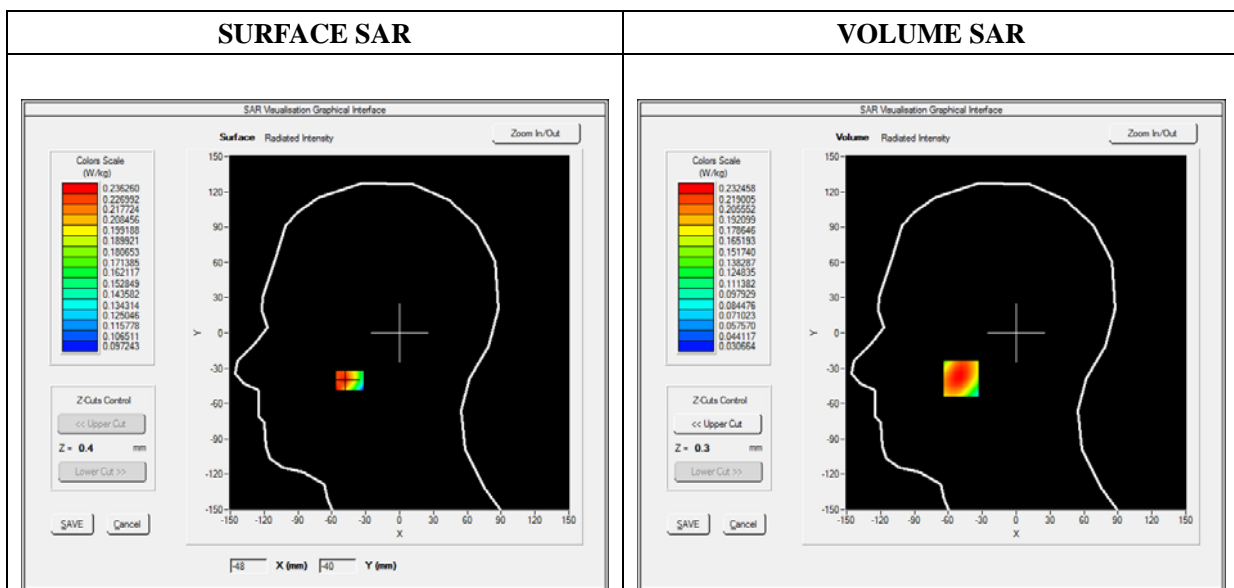 SURFACE SAR
VOLUME SAR
SAR Visualisation Graphical Interface
Surface Radiated Intensity
Zoom In/Out
Colors Scale
(W/kg)
0.236260
0.226992
0.217724
0.208456
0.199188
0.189921
0.180653
0.171385
0.162117
0.152849
0.143582
0.134314
0.125046
0.115778
0.106511
0.097243
Z-Cuts Control
<< Upper Cut
Z = 0.4 mm
Lower Cut >>
SAVE Cancel
150
120
90
60
30
0
-30
-60
-90
-120
-150
Y
-150 -120 -90 -60 -30 0 30 60 90 120 150
X
-48 X (mm) -40 Y (mm)
SAR Visualisation Graphical Interface
Volume Radiated Intensity
Zoom In/Out
Colors Scale
(W/kg)
0.232458
0.219005
0.205552
0.192099
0.178646
0.165193
0.151740
0.138287
0.124835
0.111382
0.097929
0.084476
0.071023
0.057570
0.044117
0.030664
Z-Cuts Control
<< Upper Cut
Z = 0.3 mm
Lower Cut >>
SAVE Cancel
150
120
90
60
30
0
-30
-60
-90
-120
-150
Y
-150 -120 -90 -60 -30 0 30 60 90 120 150
X